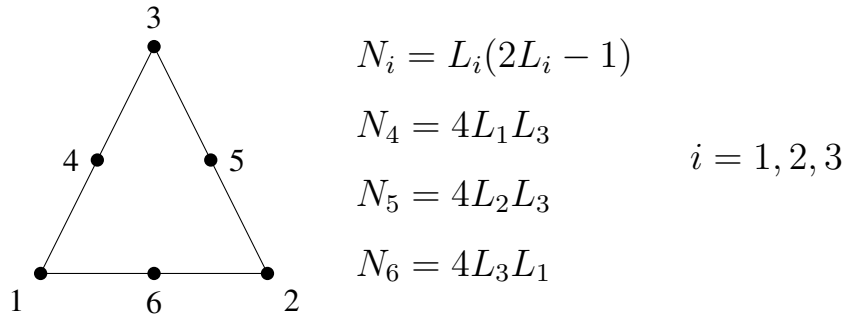 3
4
5
1
6
2
N_i = L_i(2L_i − 1)
N_4 = 4L_1L_3
N_5 = 4L_2L_3
N_6 = 4L_3L_1
i = 1, 2, 3